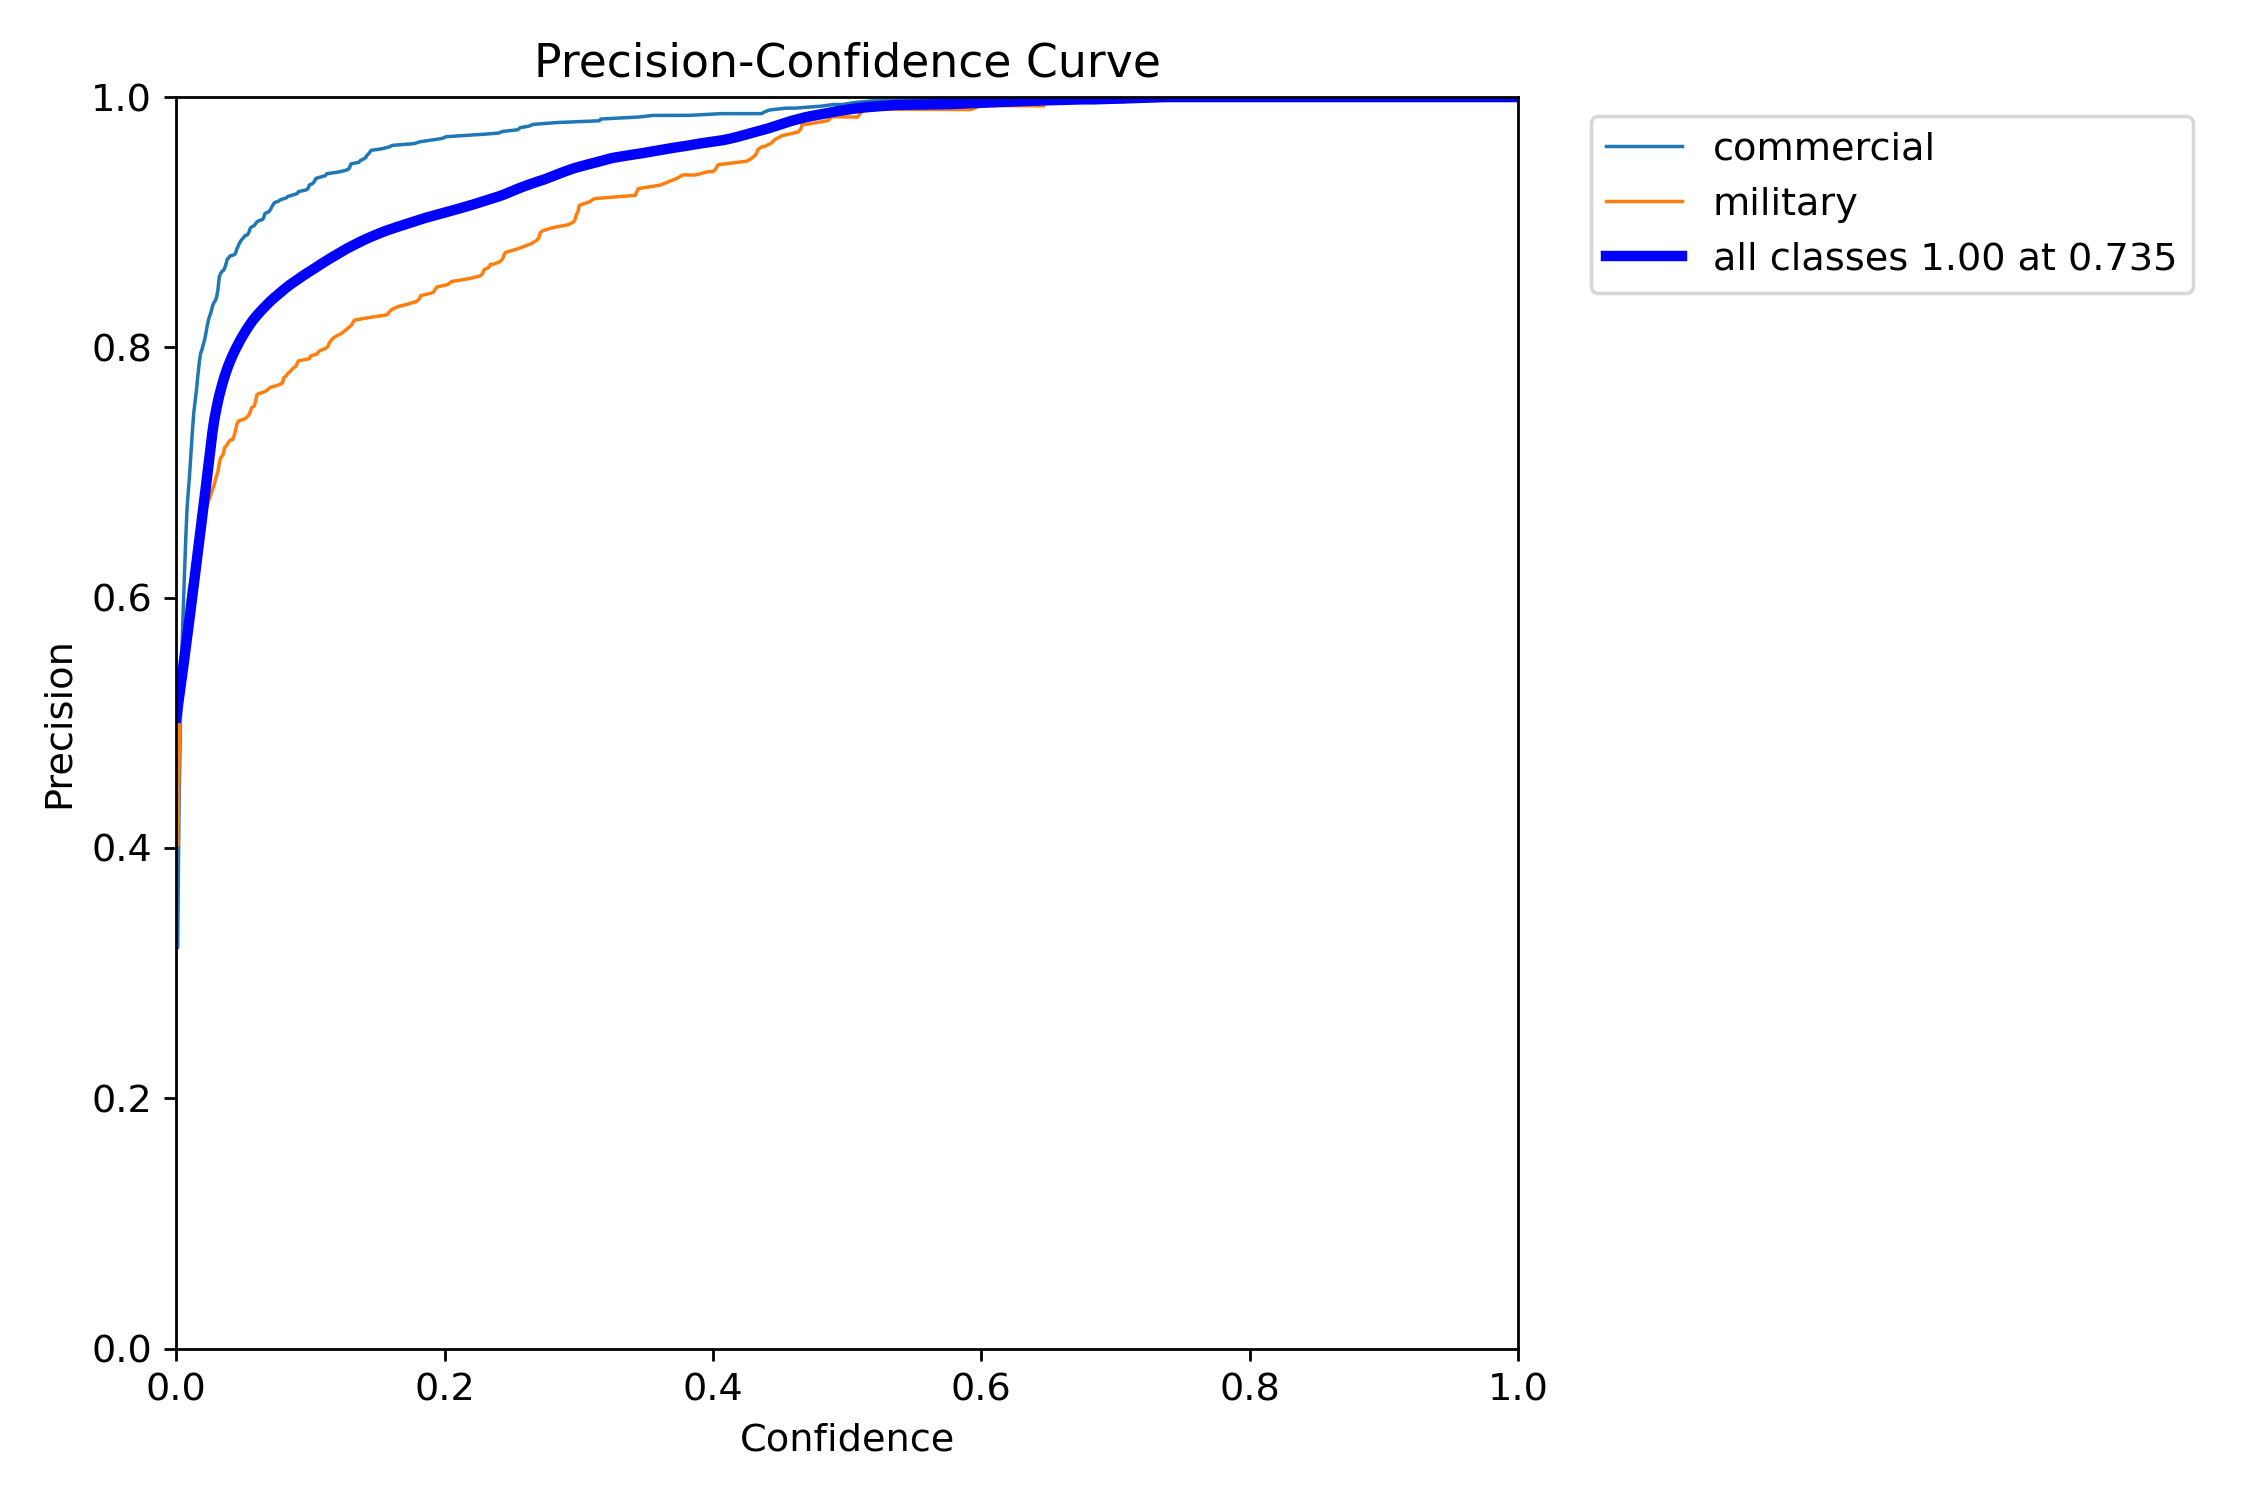 Precision-Confidence Curve
1.0
0.8
0.6
0.4
0.2
0.0
Precision
0.0 0.2 0.4 0.6 0.8 1.0
Confidence
commercial
military
all classes 1.00 at 0.735